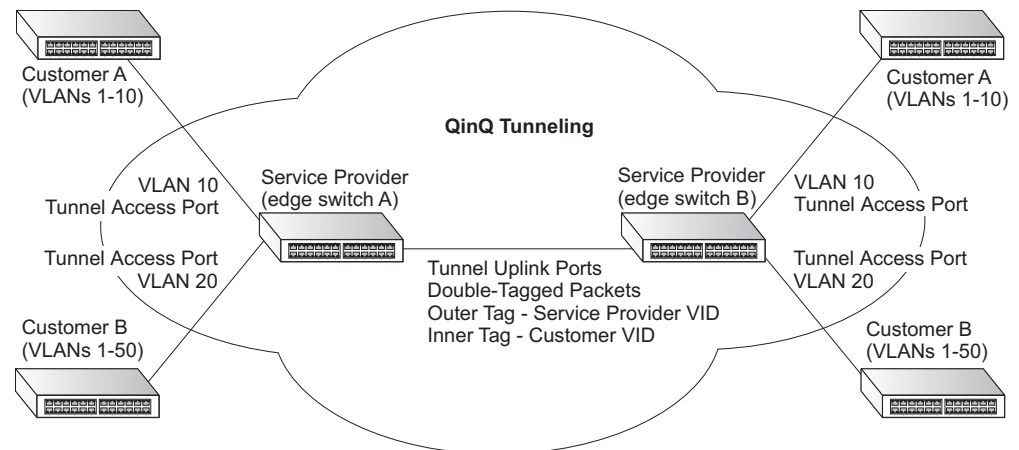 Customer A
(VLANs 1-10)
Customer A
(VLANs 1-10)
QinQ Tunneling
VLAN 10
Tunnel Access Port
Service Provider
(edge switch A)
Service Provider
(edge switch B)
VLAN 10
Tunnel Access Port
Tunnel Access Port
VLAN 20
Tunnel Uplink Ports
Double-Tagged Packets
Outer Tag - Service Provider VID
Inner Tag - Customer VID
Tunnel Access Port
VLAN 20
Customer B
(VLANs 1-50)
Customer B
(VLANs 1-50)